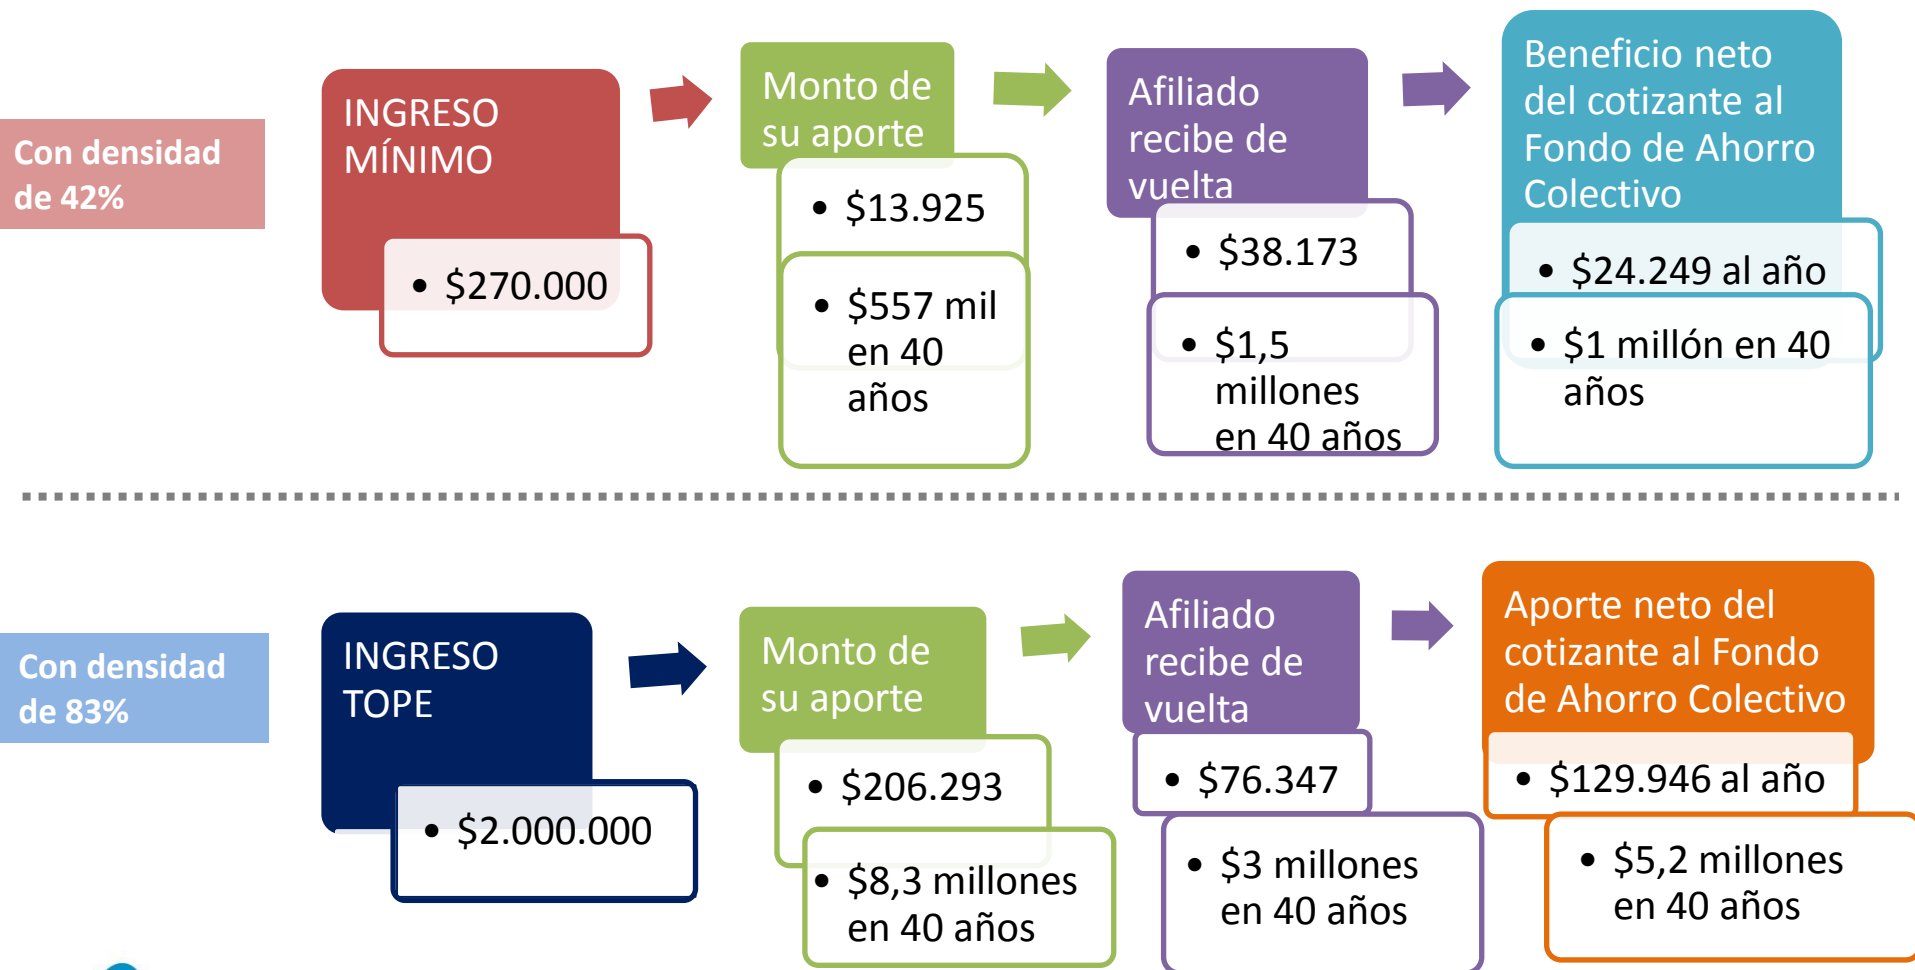 Con densidad
de 42%
INGRESO
MÍNIMO
• $270.000
Monto de
su aporte
• $13.925
• $557 mil
en 40
años
Afiliado
recibe de
vuelta
• $38.173
• $1,5
millones
en 40 años
Beneficio neto
del cotizante al
Fondo de Ahorro
Colectivo
• $24.249 al año
• $1 millón en 40
años
Con densidad
de 83%
INGRESO
TOPE
• $2.000.000
Monto de
su aporte
• $206.293
• $8,3 millones
en 40 años
Afiliado
recibe de
vuelta
• $76.347
• $3 millones
en 40 años
Aporte neto del
cotizante al Fondo
de Ahorro Colectivo
• $129.946 al año
• $5,2 millones
en 40 años